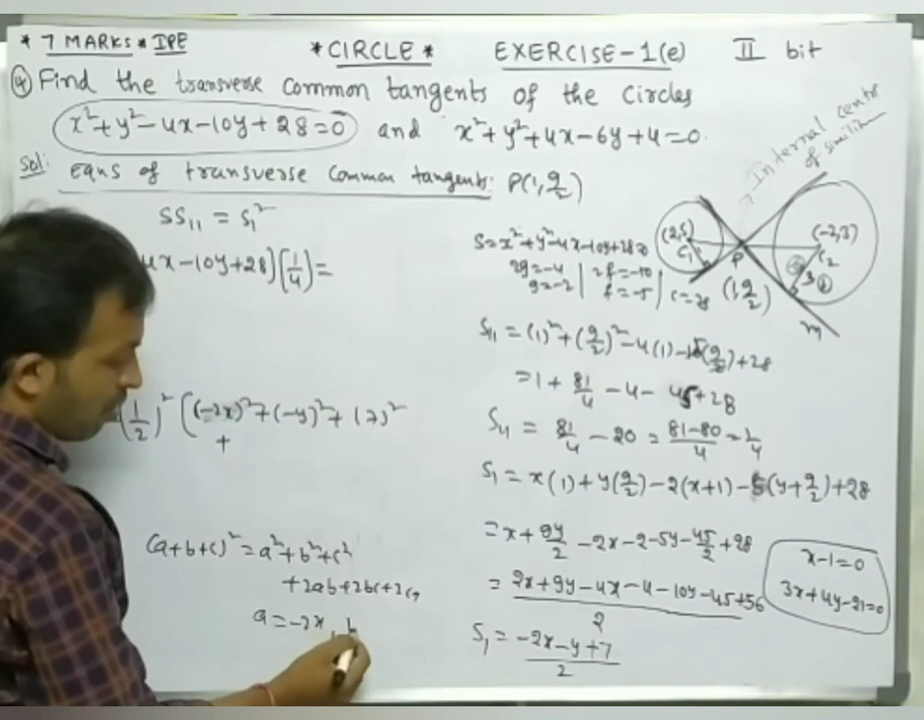 * 7 MARKS * IPE
* CIRCLE *
EXERCISE-1(e) II bit
④ Find the transverse common tangents of the circles
x²+y²-4x-10y+28=0 and x²+y²+4x-6y+4=0.
Sol: Eqns of transverse common tangents: P(1, 9/2)
Internal centre of similitu
SS₁₁ = S₁²
4x-10y+28][1/4] =
(1/2)² [(-2x)²+(-y)²+(7)²
+
(a+b+c)² = a²+b²+c²
+2ab+2bc+2c
a=-2x, b
S=x²+y²-4x-10y+28=0
2g=-4 | 2f=-10
g=-2 | f=-5 | c=28
S₁₁ = (1)²+(9/2)²-4(1)-10(9/2)+28
=1+81/4-4-45+28
S₁₁ = 81/4-20 = 81-80/4 = 1/4
S₁ = x(1)+y(9/2)-2(x+1)-5(y+9/2)+28
=x+9y/2-2x-2-5y-45/2+28
= 2x+9y-4x-4-10y-45+56/2
S₁ = -2x-y+7/2
x-1=0
3x+4y-21=0
(2,5)
C₁
P
(1, 9/2)
(-2,3)
C₂
3
m